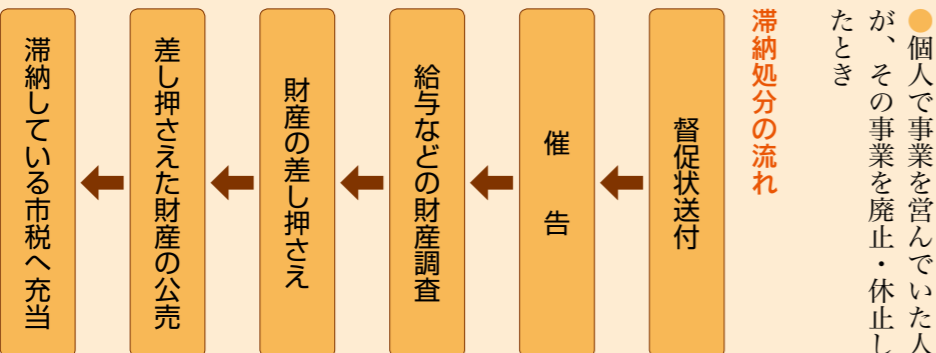 ●個人で事業を営んでいた人
が、その事業を廃止・休止し
たとき
滞納処分の流れ
督促状送付
催告
給与などの財産調査
財産の差し押さえ
差し押さえた財産の公売
滞納している市税へ充当